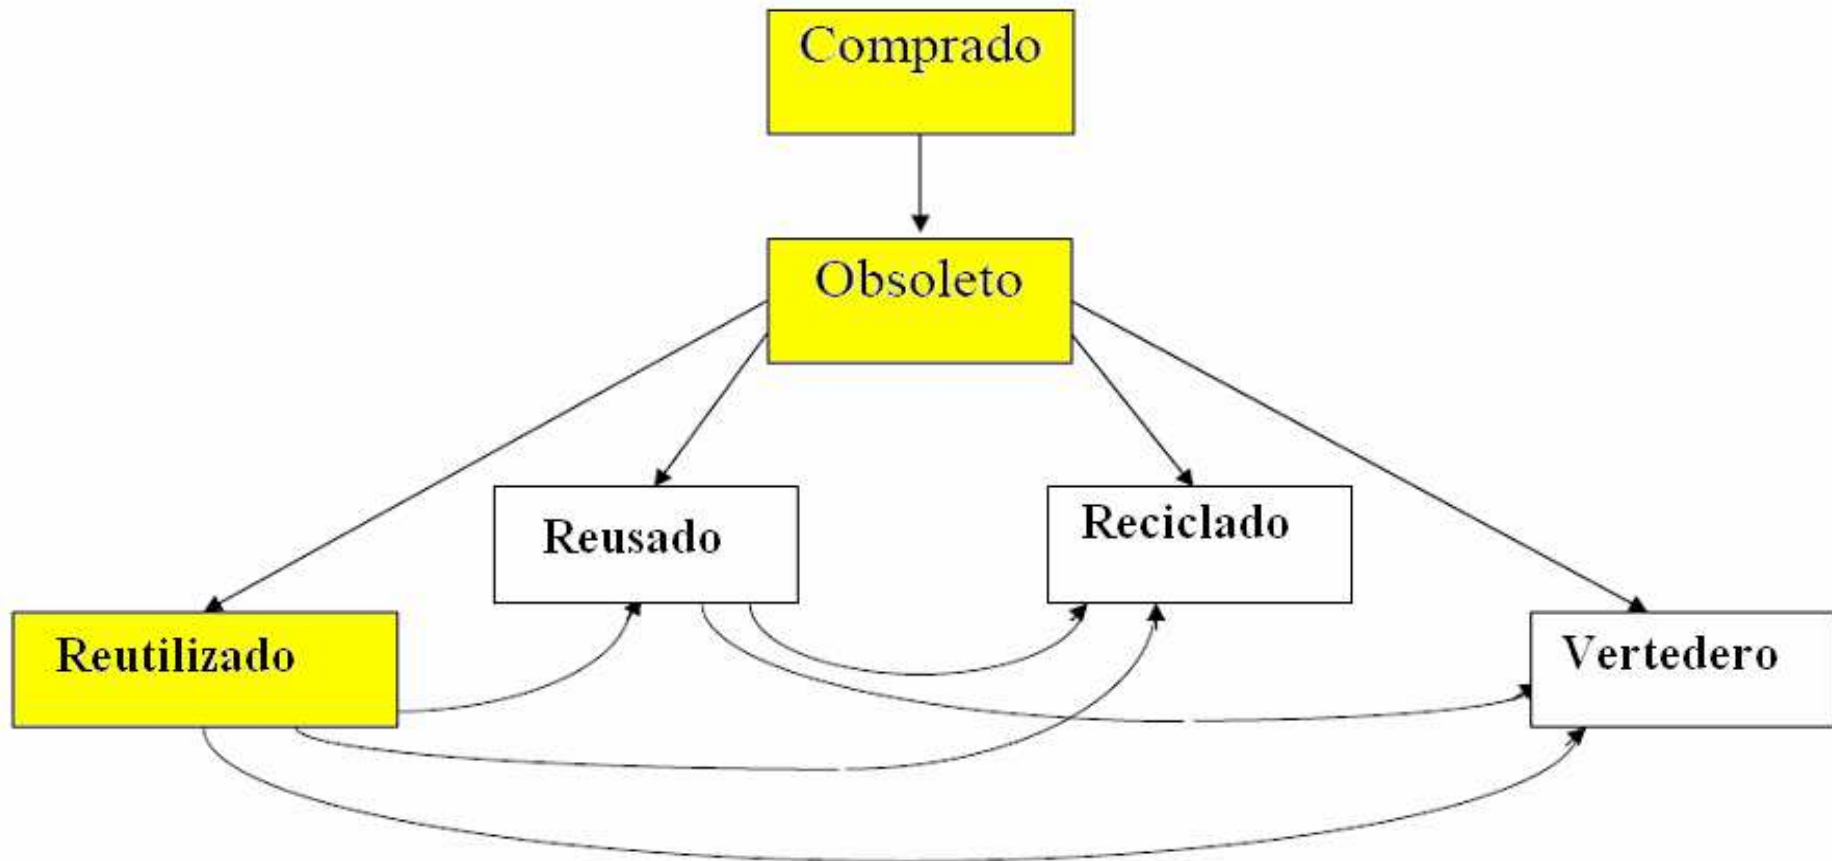 Comprado
Obsoleto
Reusado
Reciclado
Reutilizado
Vertedero